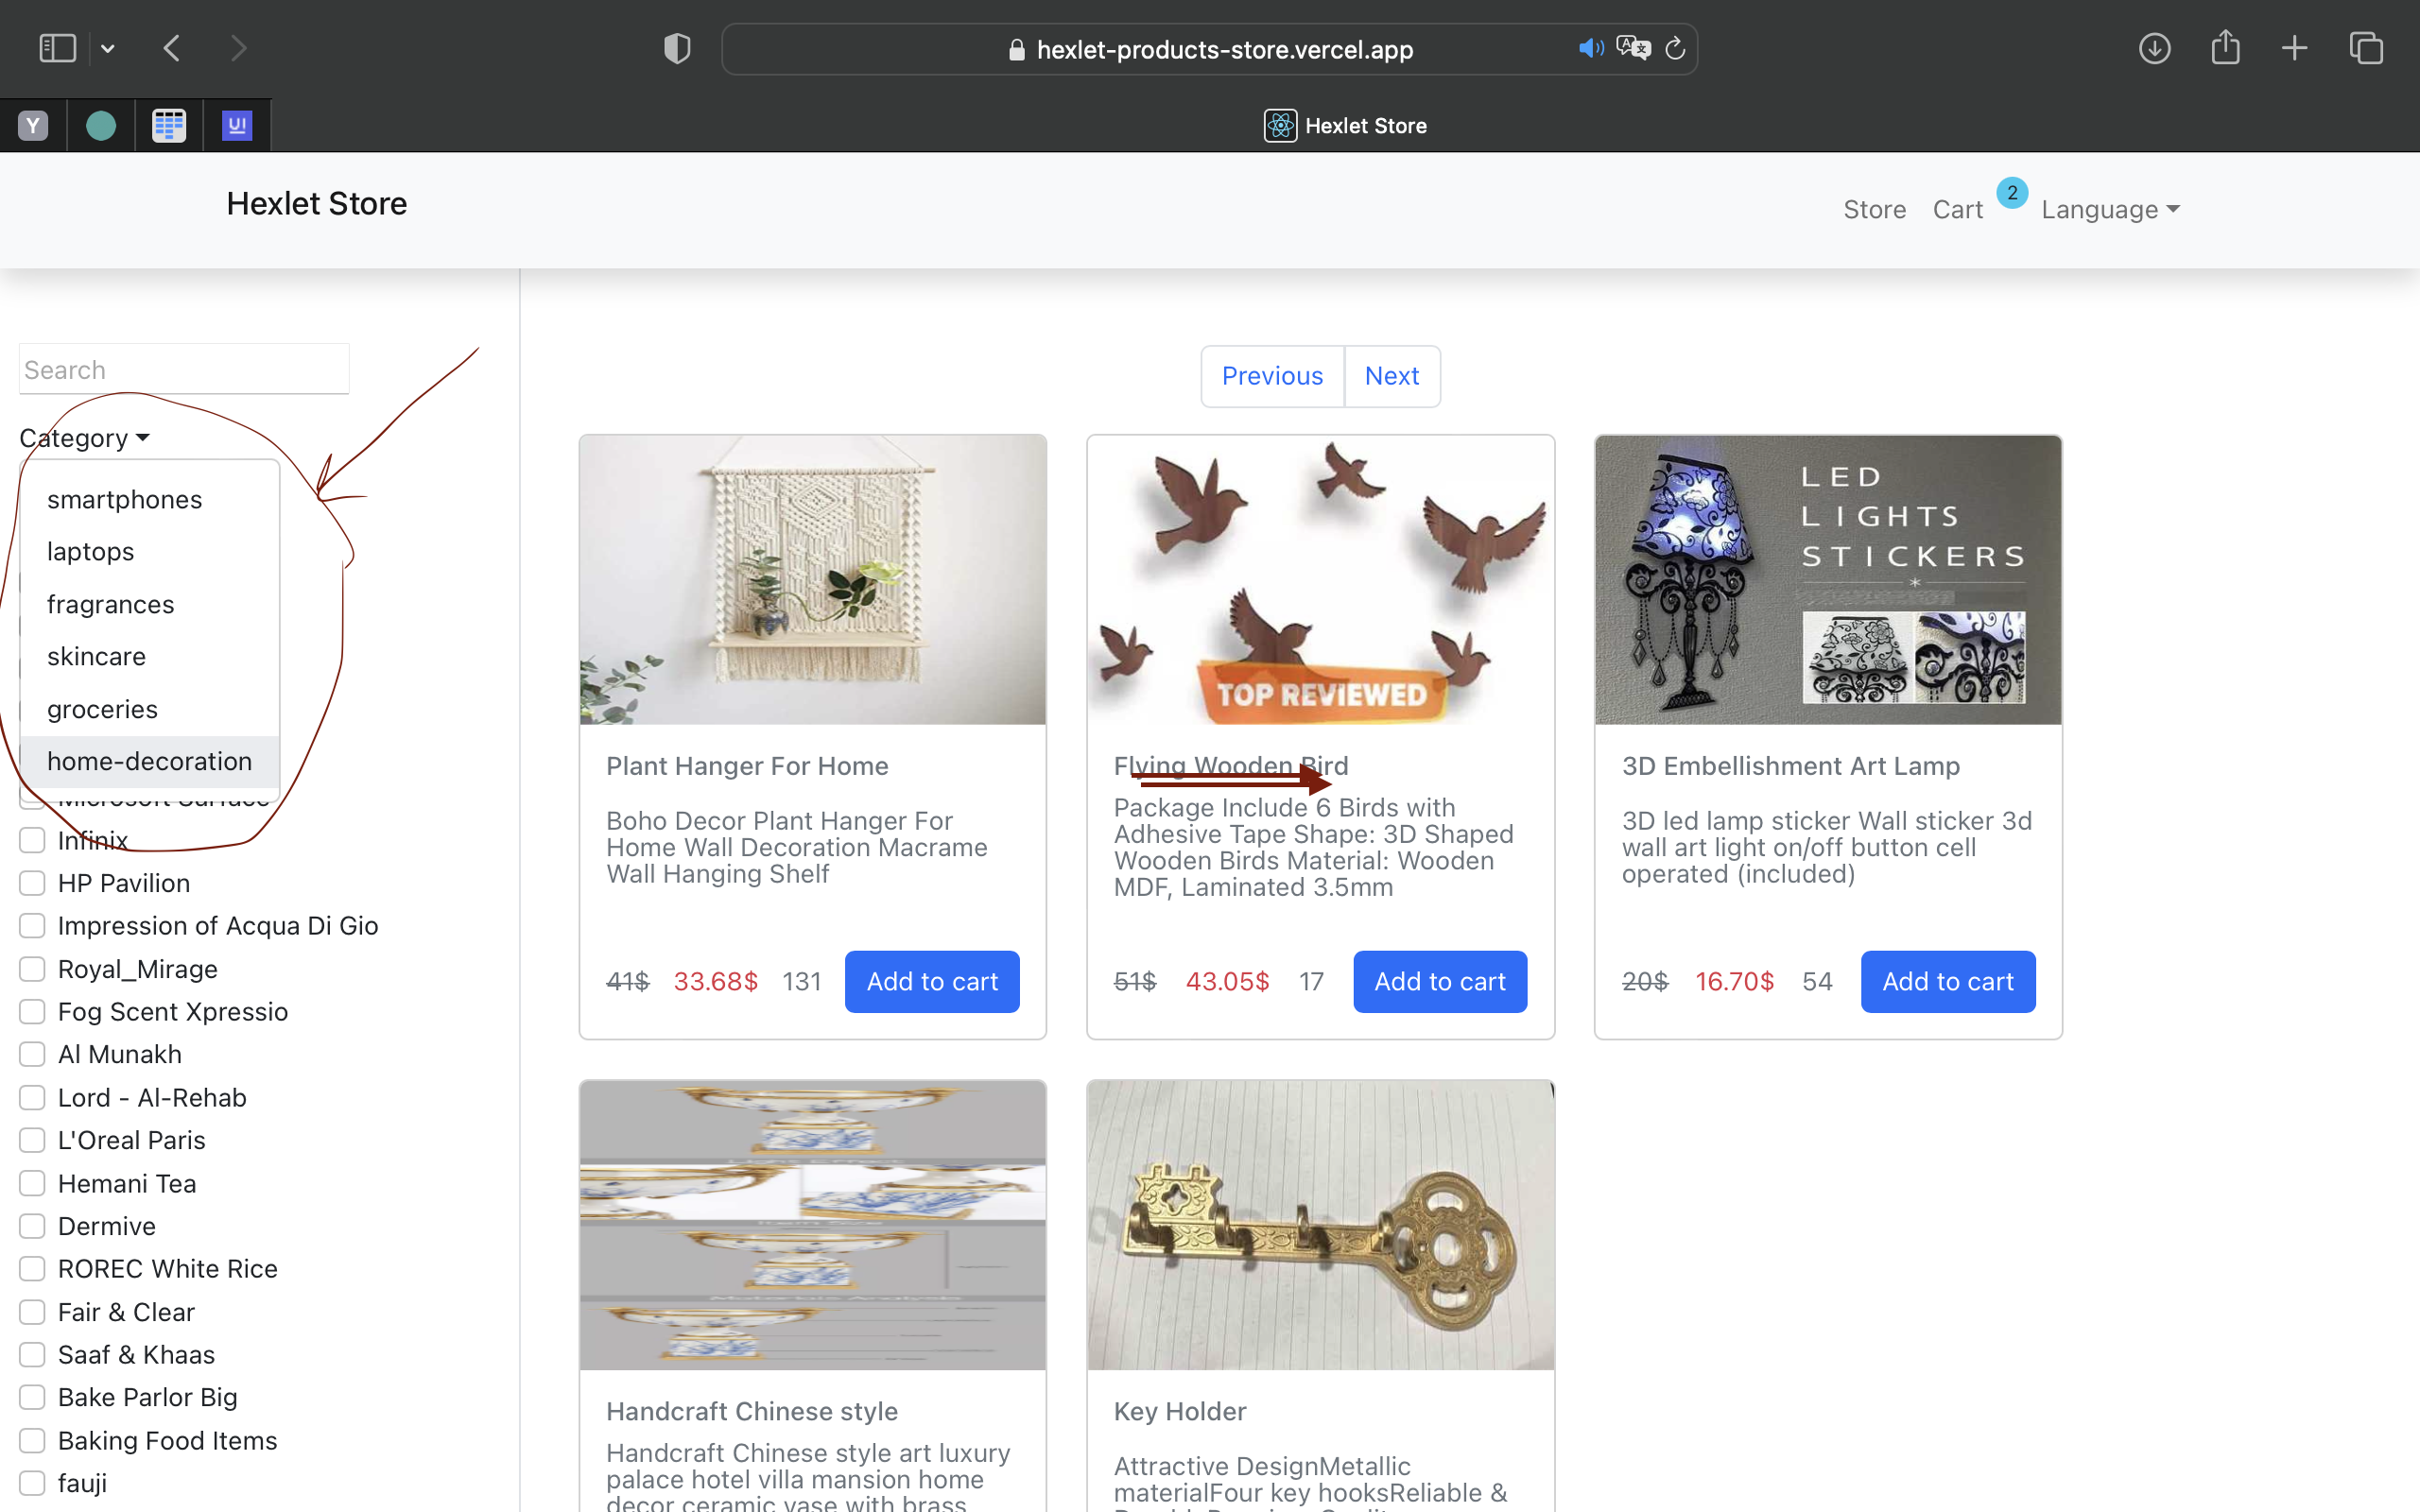 hexlet-products-store.vercel.app
Y
U!
Hexlet Store
Hexlet Store
Store
Cart
2
Language
Search
Category
smartphones
laptops
fragrances
skincare
groceries
home-decoration
Microsoft Surface
Infinix
HP Pavilion
Impression of Acqua Di Gio
Royal_Mirage
Fog Scent Xpressio
Al Munakh
Lord - Al-Rehab
L'Oreal Paris
Hemani Tea
Dermive
ROREC White Rice
Fair & Clear
Saaf & Khaas
Bake Parlor Big
Baking Food Items
fauji
Previous
Next
Plant Hanger For Home
Boho Decor Plant Hanger For
Home Wall Decoration Macrame
Wall Hanging Shelf
41$ 33.68$ 131
Add to cart
TOP REVIEWED
Flying Wooden Bird
Package Include 6 Birds with
Adhesive Tape Shape: 3D Shaped
Wooden Birds Material: Wooden
MDF, Laminated 3.5mm
51$ 43.05$ 17
Add to cart
LED
LIGHTS
STICKERS
3D Embellishment Art Lamp
3D led lamp sticker Wall sticker 3d
wall art light on/off button cell
operated (included)
20$ 16.70$ 54
Add to cart
Item Size
Handcraft Chinese style
Handcraft Chinese style art luxury
palace hotel villa mansion home
decor ceramic vase with brass
Key Holder
Attractive DesignMetallic
materialFour key hooksReliable &